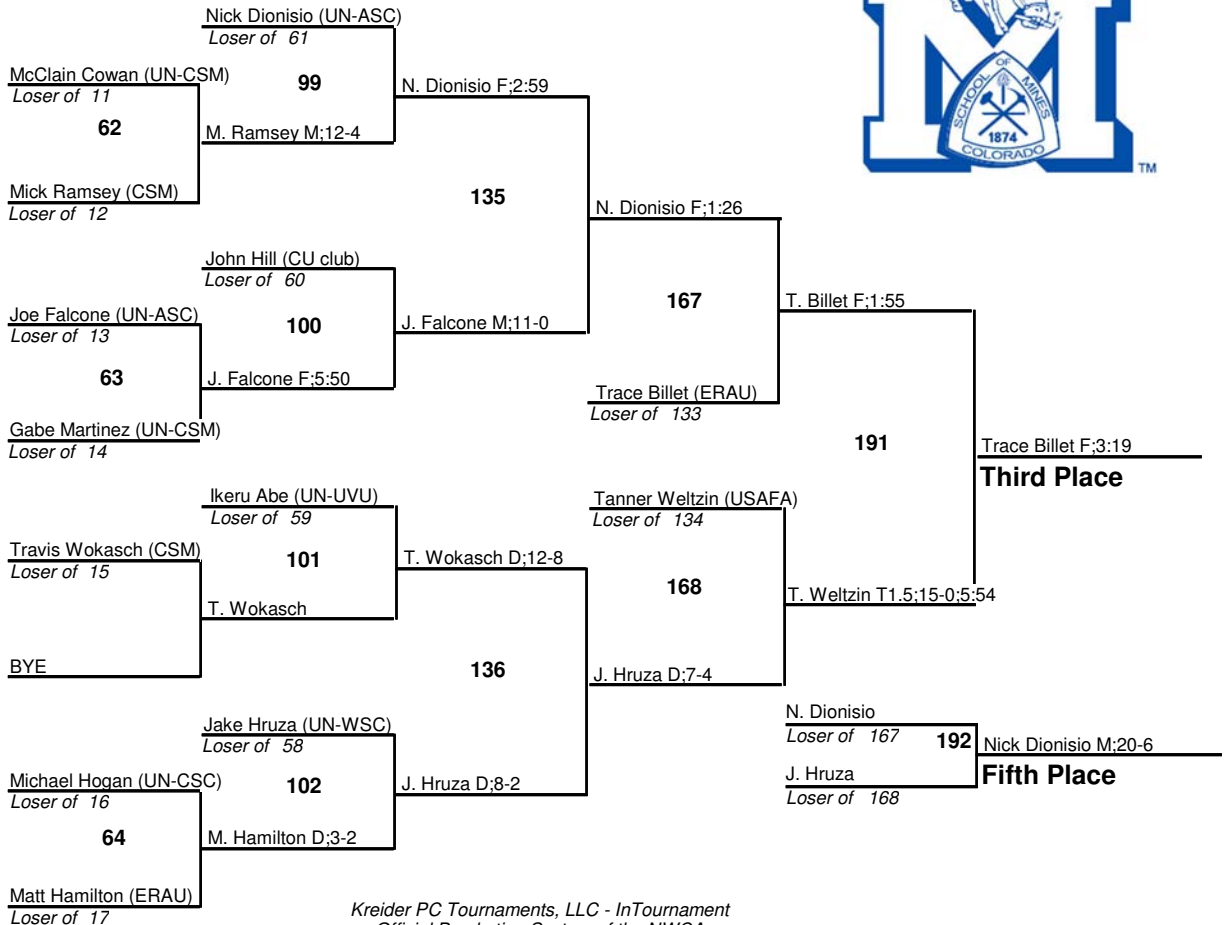 Nick Dionisio (UN-ASC)
Loser of 61
McClain Cowan (UN-CSM)
Loser of 11
99
N. Dionisio F;2:59
62
M. Ramsey M;12-4
Mick Ramsey (CSM)
Loser of 12
135
N. Dionisio F;1:26
John Hill (CU club)
Loser of 60
Joe Falcone (UN-ASC)
Loser of 13
100
J. Falcone M;11-0
167
T. Billet F;1:55
63
J. Falcone F;5:50
Trace Billet (ERAU)
Loser of 133
Gabe Martinez (UN-CSM)
Loser of 14
191
Trace Billet F;3:19
Third Place
Ikeru Abe (UN-UVU)
Loser of 59
Tanner Weltzin (USAFA)
Loser of 134
Travis Wokasch (CSM)
Loser of 15
101
T. Wokasch D;12-8
168
T. Wokasch
T. Weltzin T1.5;15-0;5:54
BYE
136
J. Hruza D;7-4
Jake Hruza (UN-WSC)
Loser of 58
N. Dionisio
Loser of 167
192
Nick Dionisio M;20-6
Fifth Place
J. Hruza
Loser of 168
Michael Hogan (UN-CSC)
Loser of 16
102
J. Hruza D;8-2
64
M. Hamilton D;3-2
Matt Hamilton (ERAU)
Loser of 17
Kreider PC Tournaments, LLC - InTournament
SCHOOL OF MINES
1874
COLORADO
TM